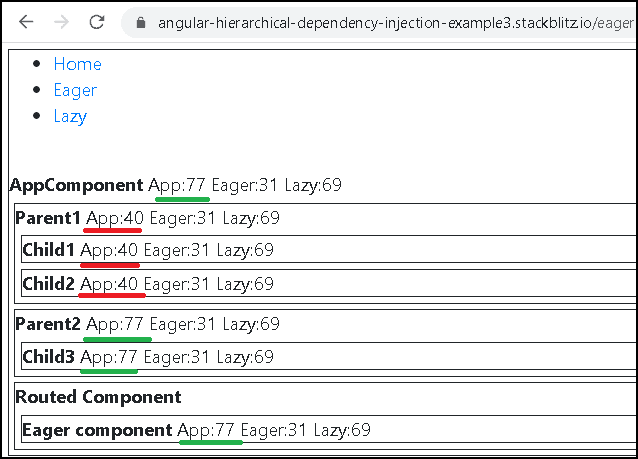 angular-hierarchical-dependency-injection-example3.stackblitz.io/eager
Home
Eager
Lazy
AppComponent App:77 Eager:31 Lazy:69
Parent1 App:40 Eager:31 Lazy:69
Child1 App:40 Eager:31 Lazy:69
Child2 App:40 Eager:31 Lazy:69
Parent2 App:77 Eager:31 Lazy:69
Child3 App:77 Eager:31 Lazy:69
Routed Component
Eager component App:77 Eager:31 Lazy:69